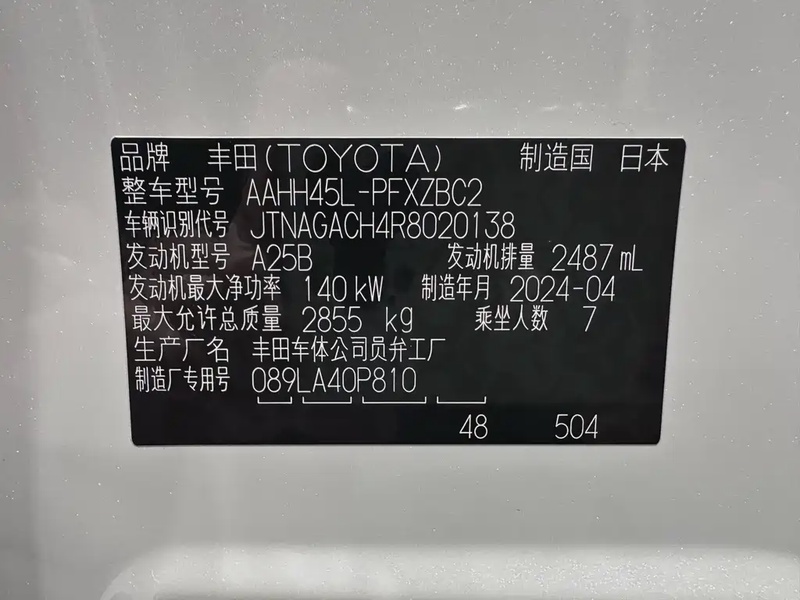 品牌 丰田(TOYOTA) 制造国 日本
整车型号 AAHH45L-PFXZBC2
车辆识别代号 JTNAGACH4R8020138
发动机型号 A25B 发动机排量 2487 mL
发动机最大净功率 140 kW 制造年月 2024-04
最大允许总质量 2855 kg 乘坐人数 7
生产厂名 丰田车体公司员弁工厂
制造厂专用号 089LA40P810
48 504